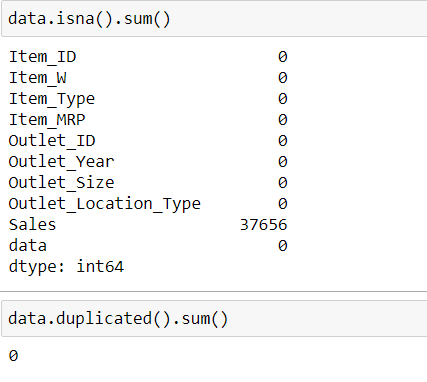 data.isna().sum()
Item_ID 0
Item_W 0
Item_Type 0
Item_MRP 0
Outlet_ID 0
Outlet_Year 0
Outlet_Size 0
Outlet_Location_Type 0
Sales 37656
data 0
dtype: int64
data.duplicated().sum()
0